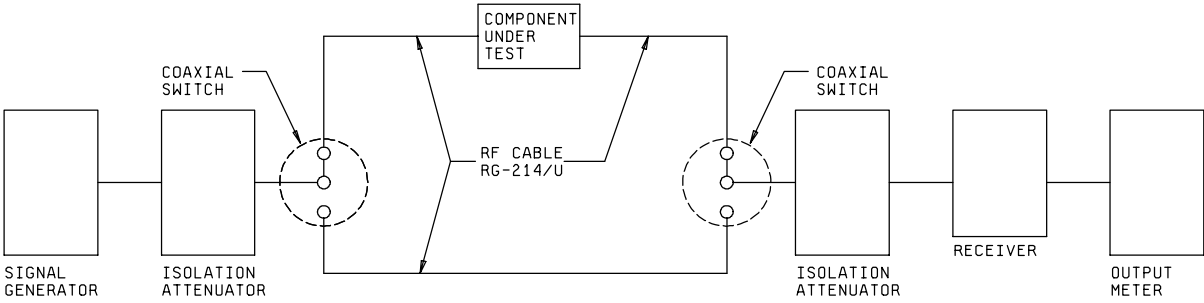 COMPONENT
UNDER
TEST
COAXIAL
SWITCH
COAXIAL
SWITCH
RF CABLE
RG-214/U
SIGNAL
GENERATOR
ISOLATION
ATTENUATOR
ISOLATION
ATTENUATOR
RECEIVER
OUTPUT
METER